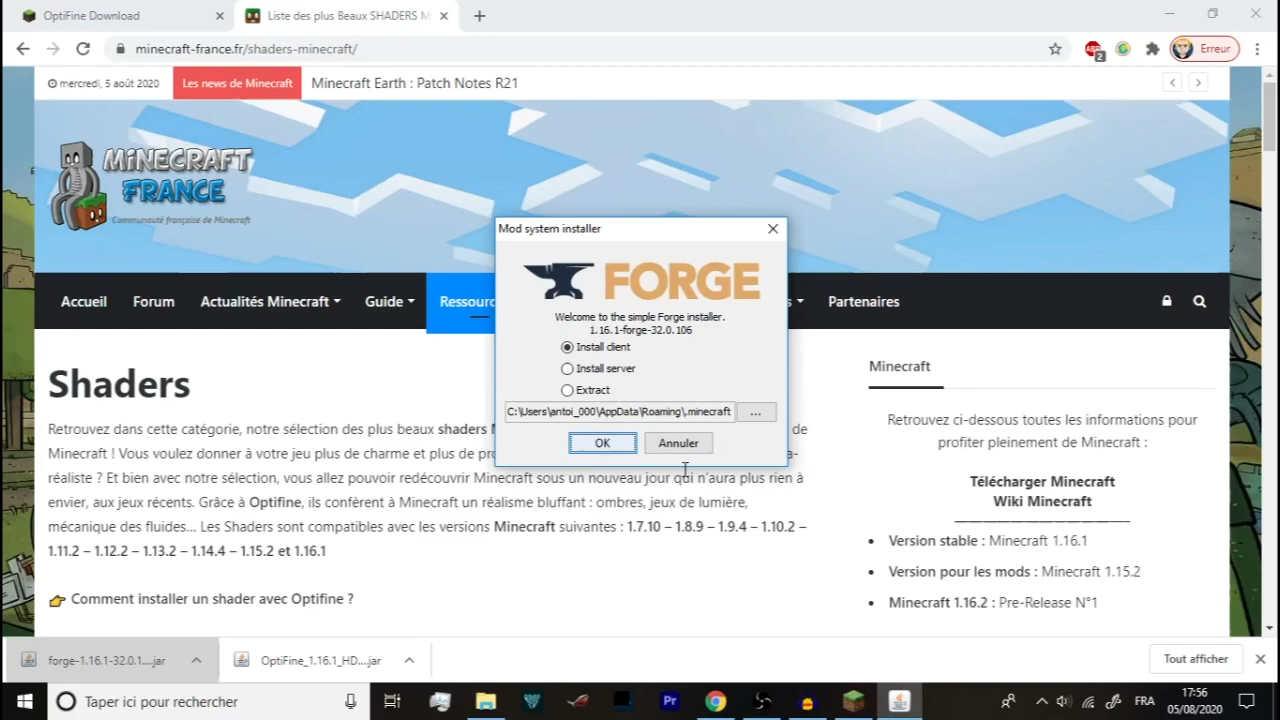 OptiFine Download
Liste des plus Beaux SHADERS M
minecraft-france.fr/shaders-minecraft/
2
Erreur
mercredi, 5 août 2020
Les news de Minecraft
Minecraft Earth : Patch Notes R21
MINECRAFT
FRANCE
Communauté française de Minecraft
Accueil
Forum
Actualités Minecraft
Guide
Ressourc
s
Partenaires
Mod system installer
FORGE
Welcome to the simple Forge installer.
1.16.1-forge-32.0.106
Install client
Install server
Extract
C:\Users\antoi_000\AppData\Roaming\.minecraft
...
OK
Annuler
Shaders
Retrouvez dans cette catégorie, notre sélection des plus beaux shaders M
de
Minecraft ! Vous voulez donner à votre jeu plus de charme et plus de pro
a-
réaliste ? Et bien avec notre sélection, vous allez pouvoir redécouvrir Minecraft sous un nouveau jour qui n'aura plus rien à
envier, aux jeux récents. Grâce à Optifine, ils confèrent à Minecraft un réalisme bluffant : ombres, jeux de lumière,
mécanique des fluides... Les Shaders sont compatibles avec les versions Minecraft suivantes : 1.7.10 – 1.8.9 – 1.9.4 – 1.10.2 –
1.11.2 – 1.12.2 – 1.13.2 – 1.14.4 – 1.15.2 et 1.16.1
Comment installer un shader avec Optifine ?
Minecraft
Retrouvez ci-dessous toutes les informations pour
profiter pleinement de Minecraft :
Télécharger Minecraft
Wiki Minecraft
Version stable : Minecraft 1.16.1
Version pour les mods : Minecraft 1.15.2
Minecraft 1.16.2 : Pre-Release N°1
forge-1.16.1-32.0.1....jar
OptiFine_1.16.1_HD....jar
Tout afficher
Taper ici pour rechercher
Pr
FRA
17:56
05/08/2020